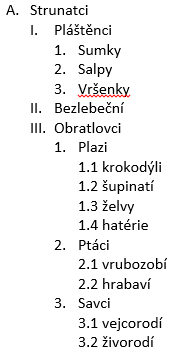 A. Strunatci
I. Pláštěnci
1. Sumky
2. Salpy
3. Vršenky
II. Bezlebeční
III. Obratlovci
1. Plazi
1.1 krokodýli
1.2 šupinatí
1.3 želvy
1.4 hatérie
2. Ptáci
2.1 vrubozobí
2.2 hrabaví
3. Savci
3.1 vejcorodí
3.2 živorodí